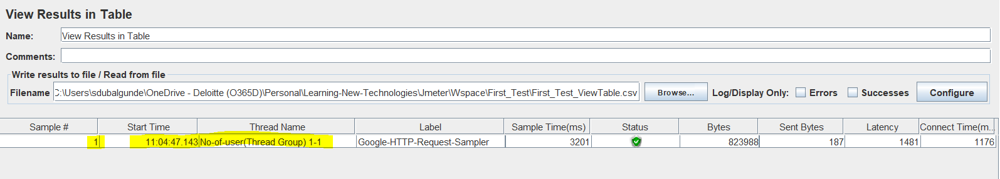 View Results in Table
Name: View Results in Table
Comments:
Write results to file / Read from file
Filename C:\Users\sdubalgunde\OneDrive - Deloitte (O365D)\Personal\Learning-New-Technologies\Jmeter\Wspace\First_Test\First_Test_ViewTable.csv Browse... Log/Display Only: Errors Successes Configure
Sample # Start Time Thread Name Label Sample Time(ms) Status Bytes Sent Bytes Latency Connect Time(m...
1 11:04:47.143 No-of-user(Thread Group) 1-1 Google-HTTP-Request-Sampler 3201 823988 187 1481 1176